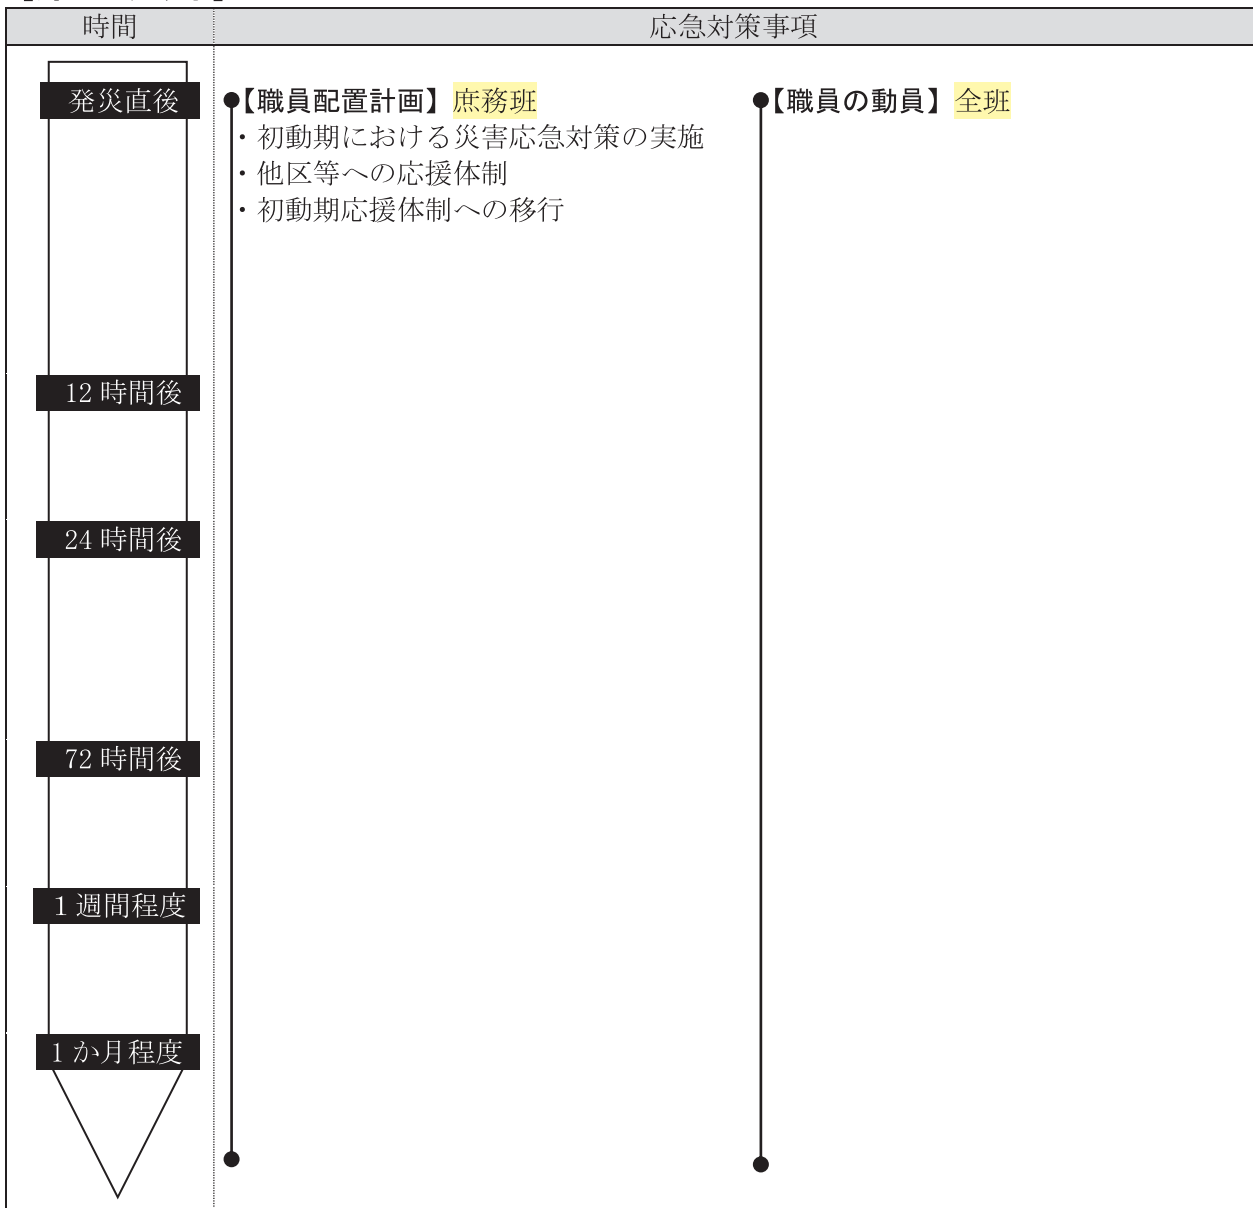 時間 応急対策事項
発災直後
●【職員配置計画】 庶務班
・初動期における災害応急対策の実施
・他区等への応援体制
・初動期応援体制への移行
●【職員の動員】 全班
12 時間後
24 時間後
72 時間後
1 週間程度
1 か月程度